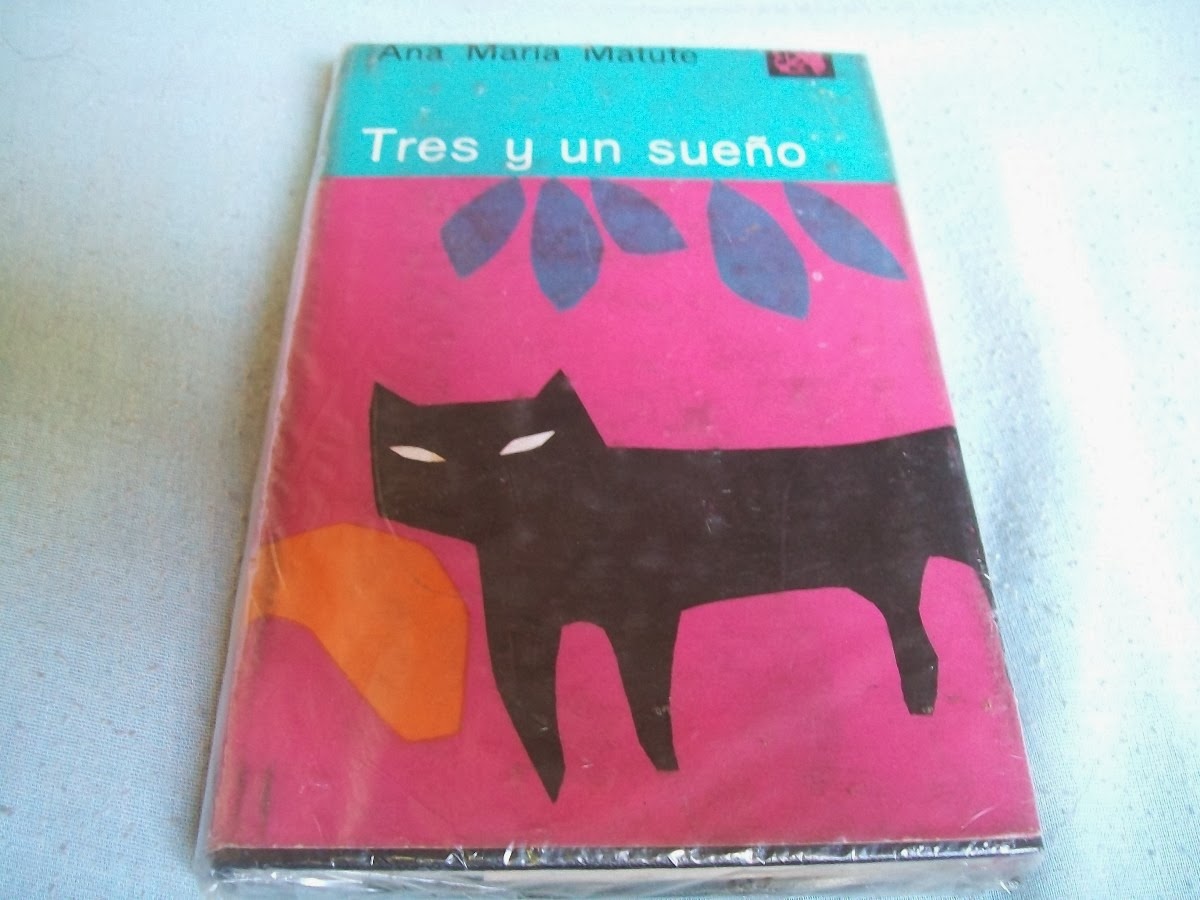 Ana María Matute
Tres y un sueño